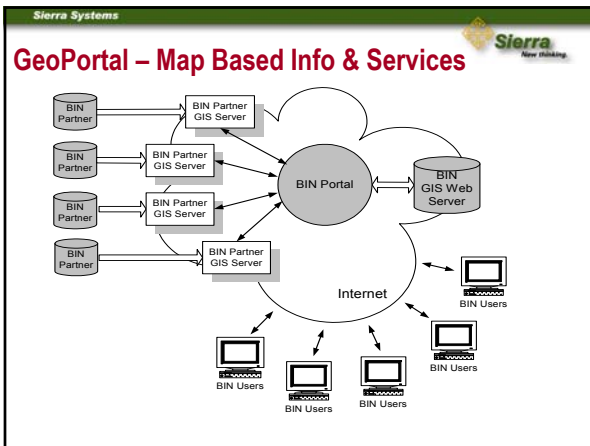 Sierra Systems
Sierra
New thinking.
GeoPortal – Map Based Info & Services
BIN
Partner
BIN Partner
GIS Server
BIN
Partner
BIN Partner
GIS Server
BIN
Partner
BIN Partner
GIS Server
BIN
Partner
BIN Partner
GIS Server
BIN Portal
BIN
GIS Web
Server
Internet
BIN Users
BIN Users
BIN Users
BIN Users
BIN Users